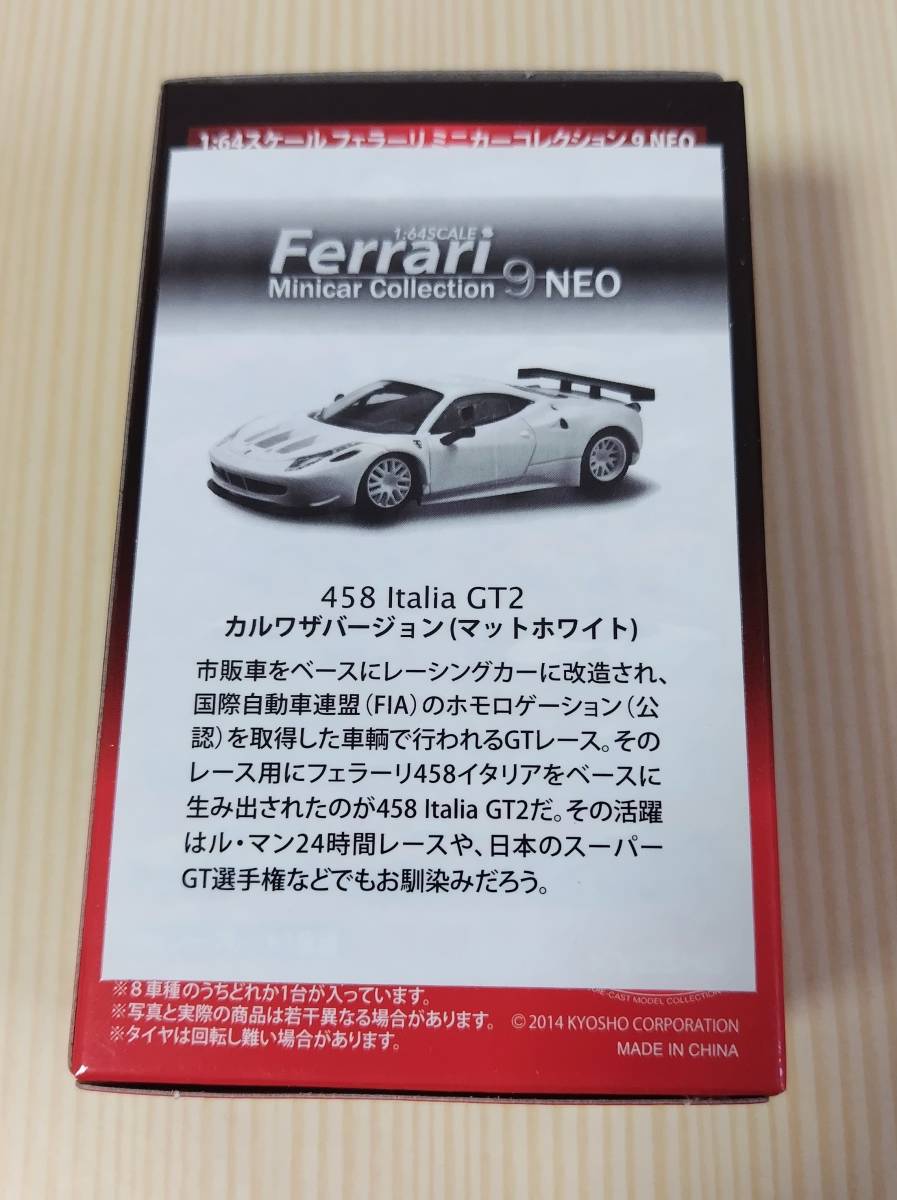 1:64スケール フェラーリ ミニカーコレクション 9 NEO
1:64SCALE
Ferrari
Minicar Collection 9 NEO
458 Italia GT2
カルワザバージョン(マットホワイト)
市販車をベースにレーシングカーに改造され、
国際自動車連盟(FIA)のホモロゲーション(公
認)を取得した車輌で行われるGTレース。その
レース用にフェラーリ458イタリアをベースに
生み出されたのが458 Italia GT2だ。その活躍
はル・マン24時間レースや、日本のスーパー
GT選手権などでもお馴染みだろう。
DIE-CAST MODEL COLLECTION
※8車種のうちどれか1台が入っています。
※写真と実際の商品は若干異なる場合があります。
※タイヤは回転し難い場合があります。
© 2014 KYOSHO CORPORATION
MADE IN CHINA